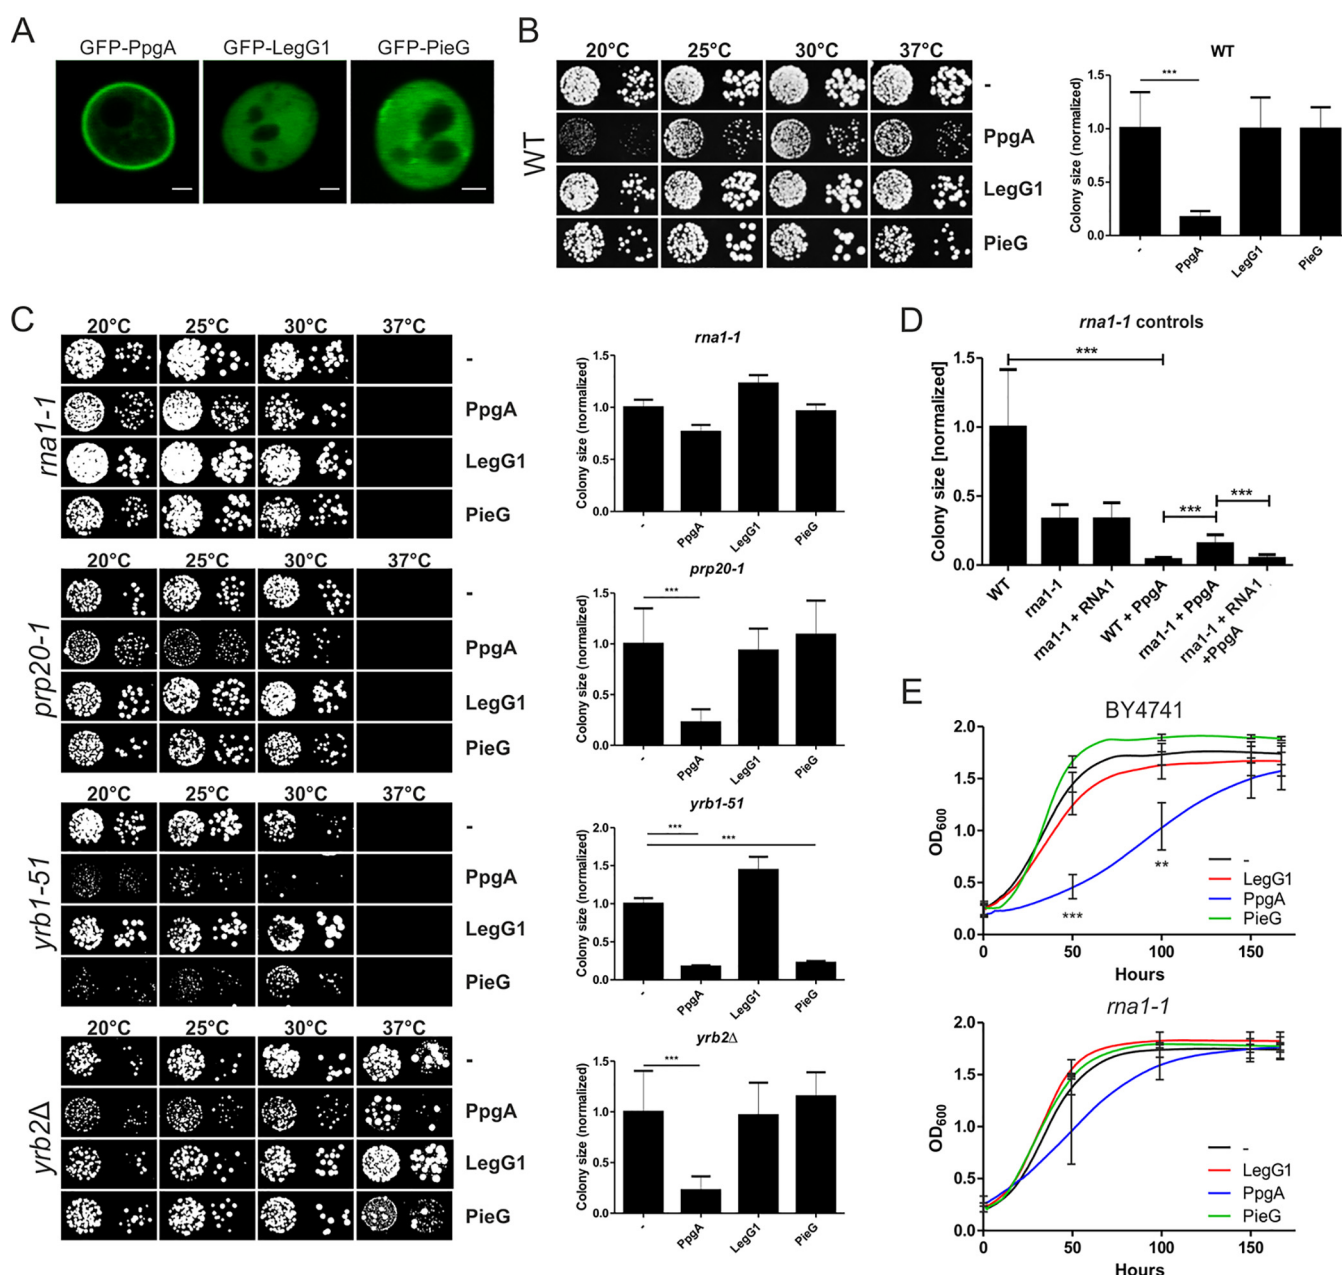 A
GFP-PpgA GFP-LegG1 GFP-PieG
B
20°C 25°C 30°C 37°C
WT
-
PpgA
LegG1
PieG
WT
***
Colony size (normalized)
1.5
1.0
0.5
0.0
- PpgA LegG1 PieG
C
20°C 25°C 30°C 37°C
rna1-1
-
PpgA
LegG1
PieG
rna1-1
Colony size (normalized)
1.5
1.0
0.5
0.0
- PpgA LegG1 PieG
20°C 25°C 30°C 37°C
prp20-1
-
PpgA
LegG1
PieG
prp20-1
***
Colony size (normalized)
1.5
1.0
0.5
0.0
- PpgA LegG1 PieG
20°C 25°C 30°C 37°C
yrb1-51
-
PpgA
LegG1
PieG
yrb1-51
***
***
Colony size (normalized)
2.0
1.5
1.0
0.5
0.0
- PpgA LegG1 PieG
20°C 25°C 30°C 37°C
yrb2Δ
-
PpgA
LegG1
PieG
yrb2Δ
***
Colony size (normalized)
1.5
1.0
0.5
0.0
- PpgA LegG1 PieG
D
rna1-1 controls
***
***
***
Colony size [normalized]
1.5
1.0
0.5
0.0
WT
rna1-1
rna1-1 + RNA1
WT + PpgA
rna1-1 + PpgA
rna1-1 + RNA1
+PpgA
E
BY4741
OD600
2.0
1.5
1.0
0.5
0.0
***
**
-
LegG1
PpgA
PieG
0 50 100 150
Hours
rna1-1
OD600
2.0
1.5
1.0
0.5
0.0
-
LegG1
PpgA
PieG
0 50 100 150
Hours